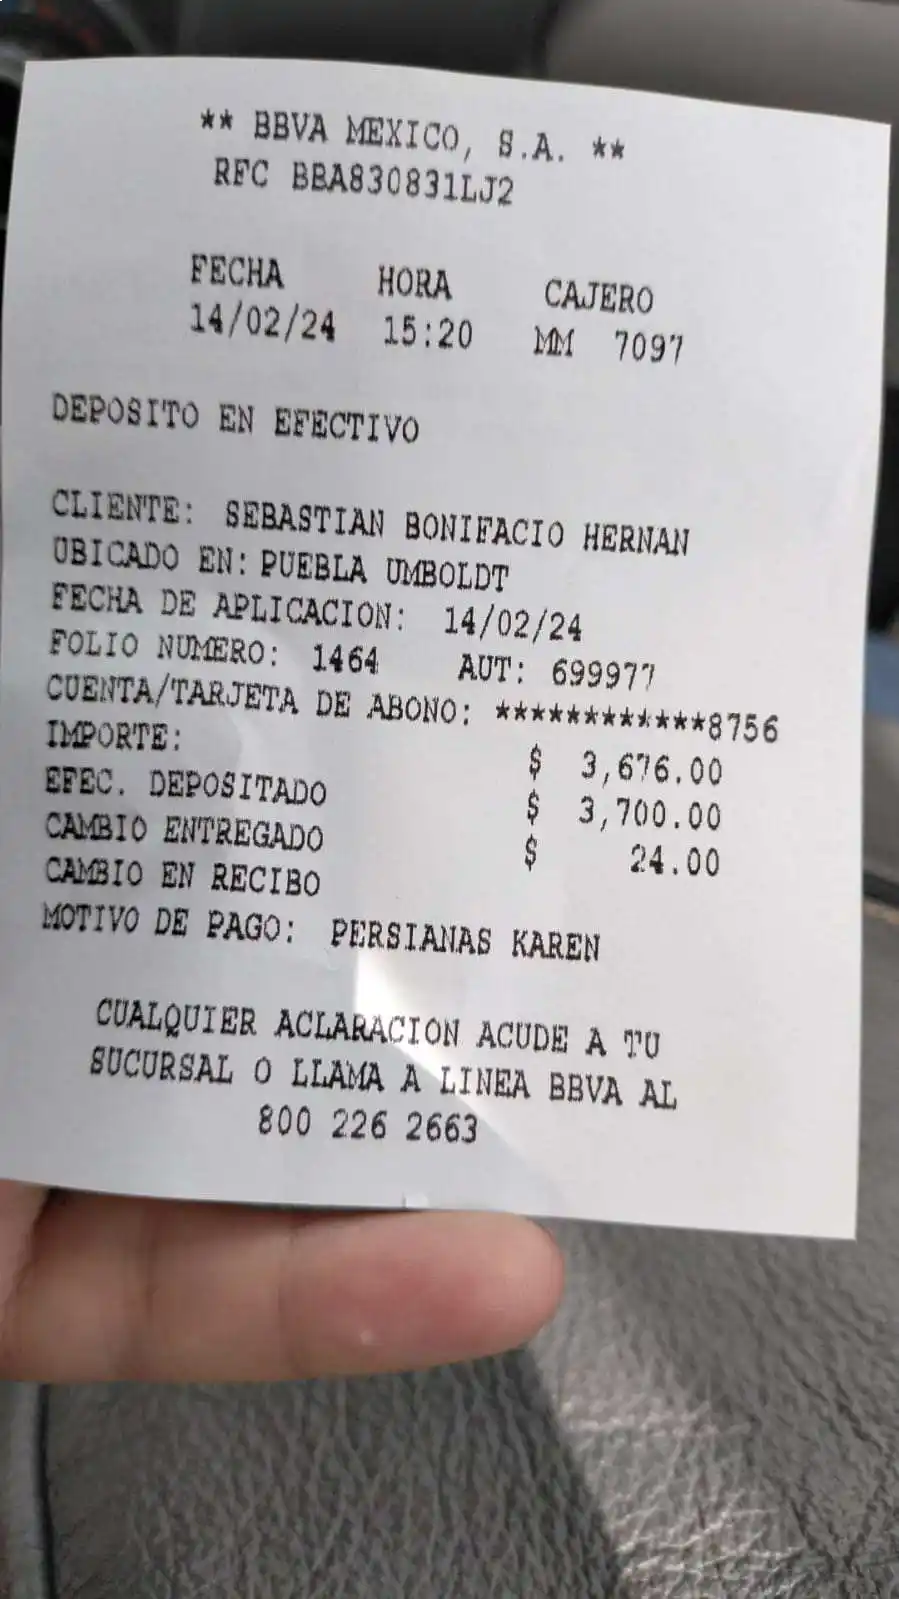 ** BBVA MEXICO, S.A. **
RFC BBA830831LJ2
FECHA HORA CAJERO
14/02/24 15:20 MM 7097
DEPOSITO EN EFECTIVO
CLIENTE: SEBASTIAN BONIFACIO HERNAN
UBICADO EN: PUEBLA UMBOLDT
FECHA DE APLICACION: 14/02/24
FOLIO NUMERO: 1464 AUT: 699977
CUENTA/TARJETA DE ABONO: ************8756
IMPORTE: $ 3,676.00
EFEC. DEPOSITADO $ 3,700.00
CAMBIO ENTREGADO $ 24.00
CAMBIO EN RECIBO
MOTIVO DE PAGO: PERSIANAS KAREN
CUALQUIER ACLARACION ACUDE A TU
SUCURSAL O LLAMA A LINEA BBVA AL
800 226 2663